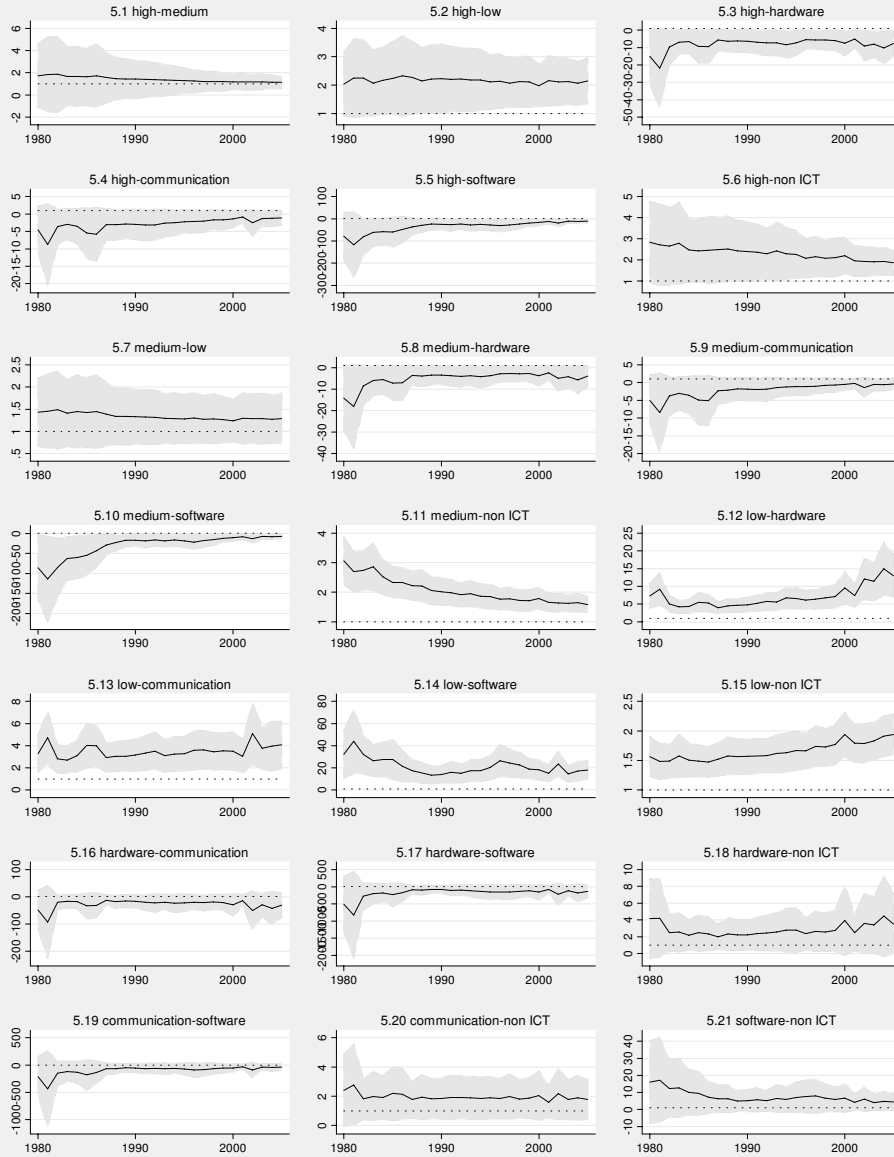 5.1 high-medium
-2 0 2 4 6
1980 1990 2000
5.2 high-low
1 2 3 4
1980 1990 2000
5.3 high-hardware
-50-40-30-20-10 0
1980 1990 2000
5.4 high-communication
-20-15-10 -5 0 5
1980 1990 2000
5.5 high-software
-300-200-100 0 100
1980 1990 2000
5.6 high-non ICT
1 2 3 4 5
1980 1990 2000
5.7 medium-low
.5 1 1.5 2 2.5
1980 1990 2000
5.8 medium-hardware
-40 -30 -20 -10 0
1980 1990 2000
5.9 medium-communication
-20-15-10 -5 0 5
1980 1990 2000
5.10 medium-software
-200-150-100-50 0
1980 1990 2000
5.11 medium-non ICT
1 2 3 4
1980 1990 2000
5.12 low-hardware
0 5 10 15 20 25
1980 1990 2000
5.13 low-communication
0 2 4 6 8
1980 1990 2000
5.14 low-software
0 20 40 60 80
1980 1990 2000
5.15 low-non ICT
1 1.5 2 2.5
1980 1990 2000
5.16 hardware-communication
-200 -100 0 100
1980 1990 2000
5.17 hardware-software
0 500
1980 1990 2000
5.18 hardware-non ICT
0 2 4 6 8 10
1980 1990 2000
5.19 communication-software
-1000 -500 0 500
1980 1990 2000
5.20 communication-non ICT
0 2 4 6
1980 1990 2000
5.21 software-non ICT
-10 0 10 20 30 40
1980 1990 2000